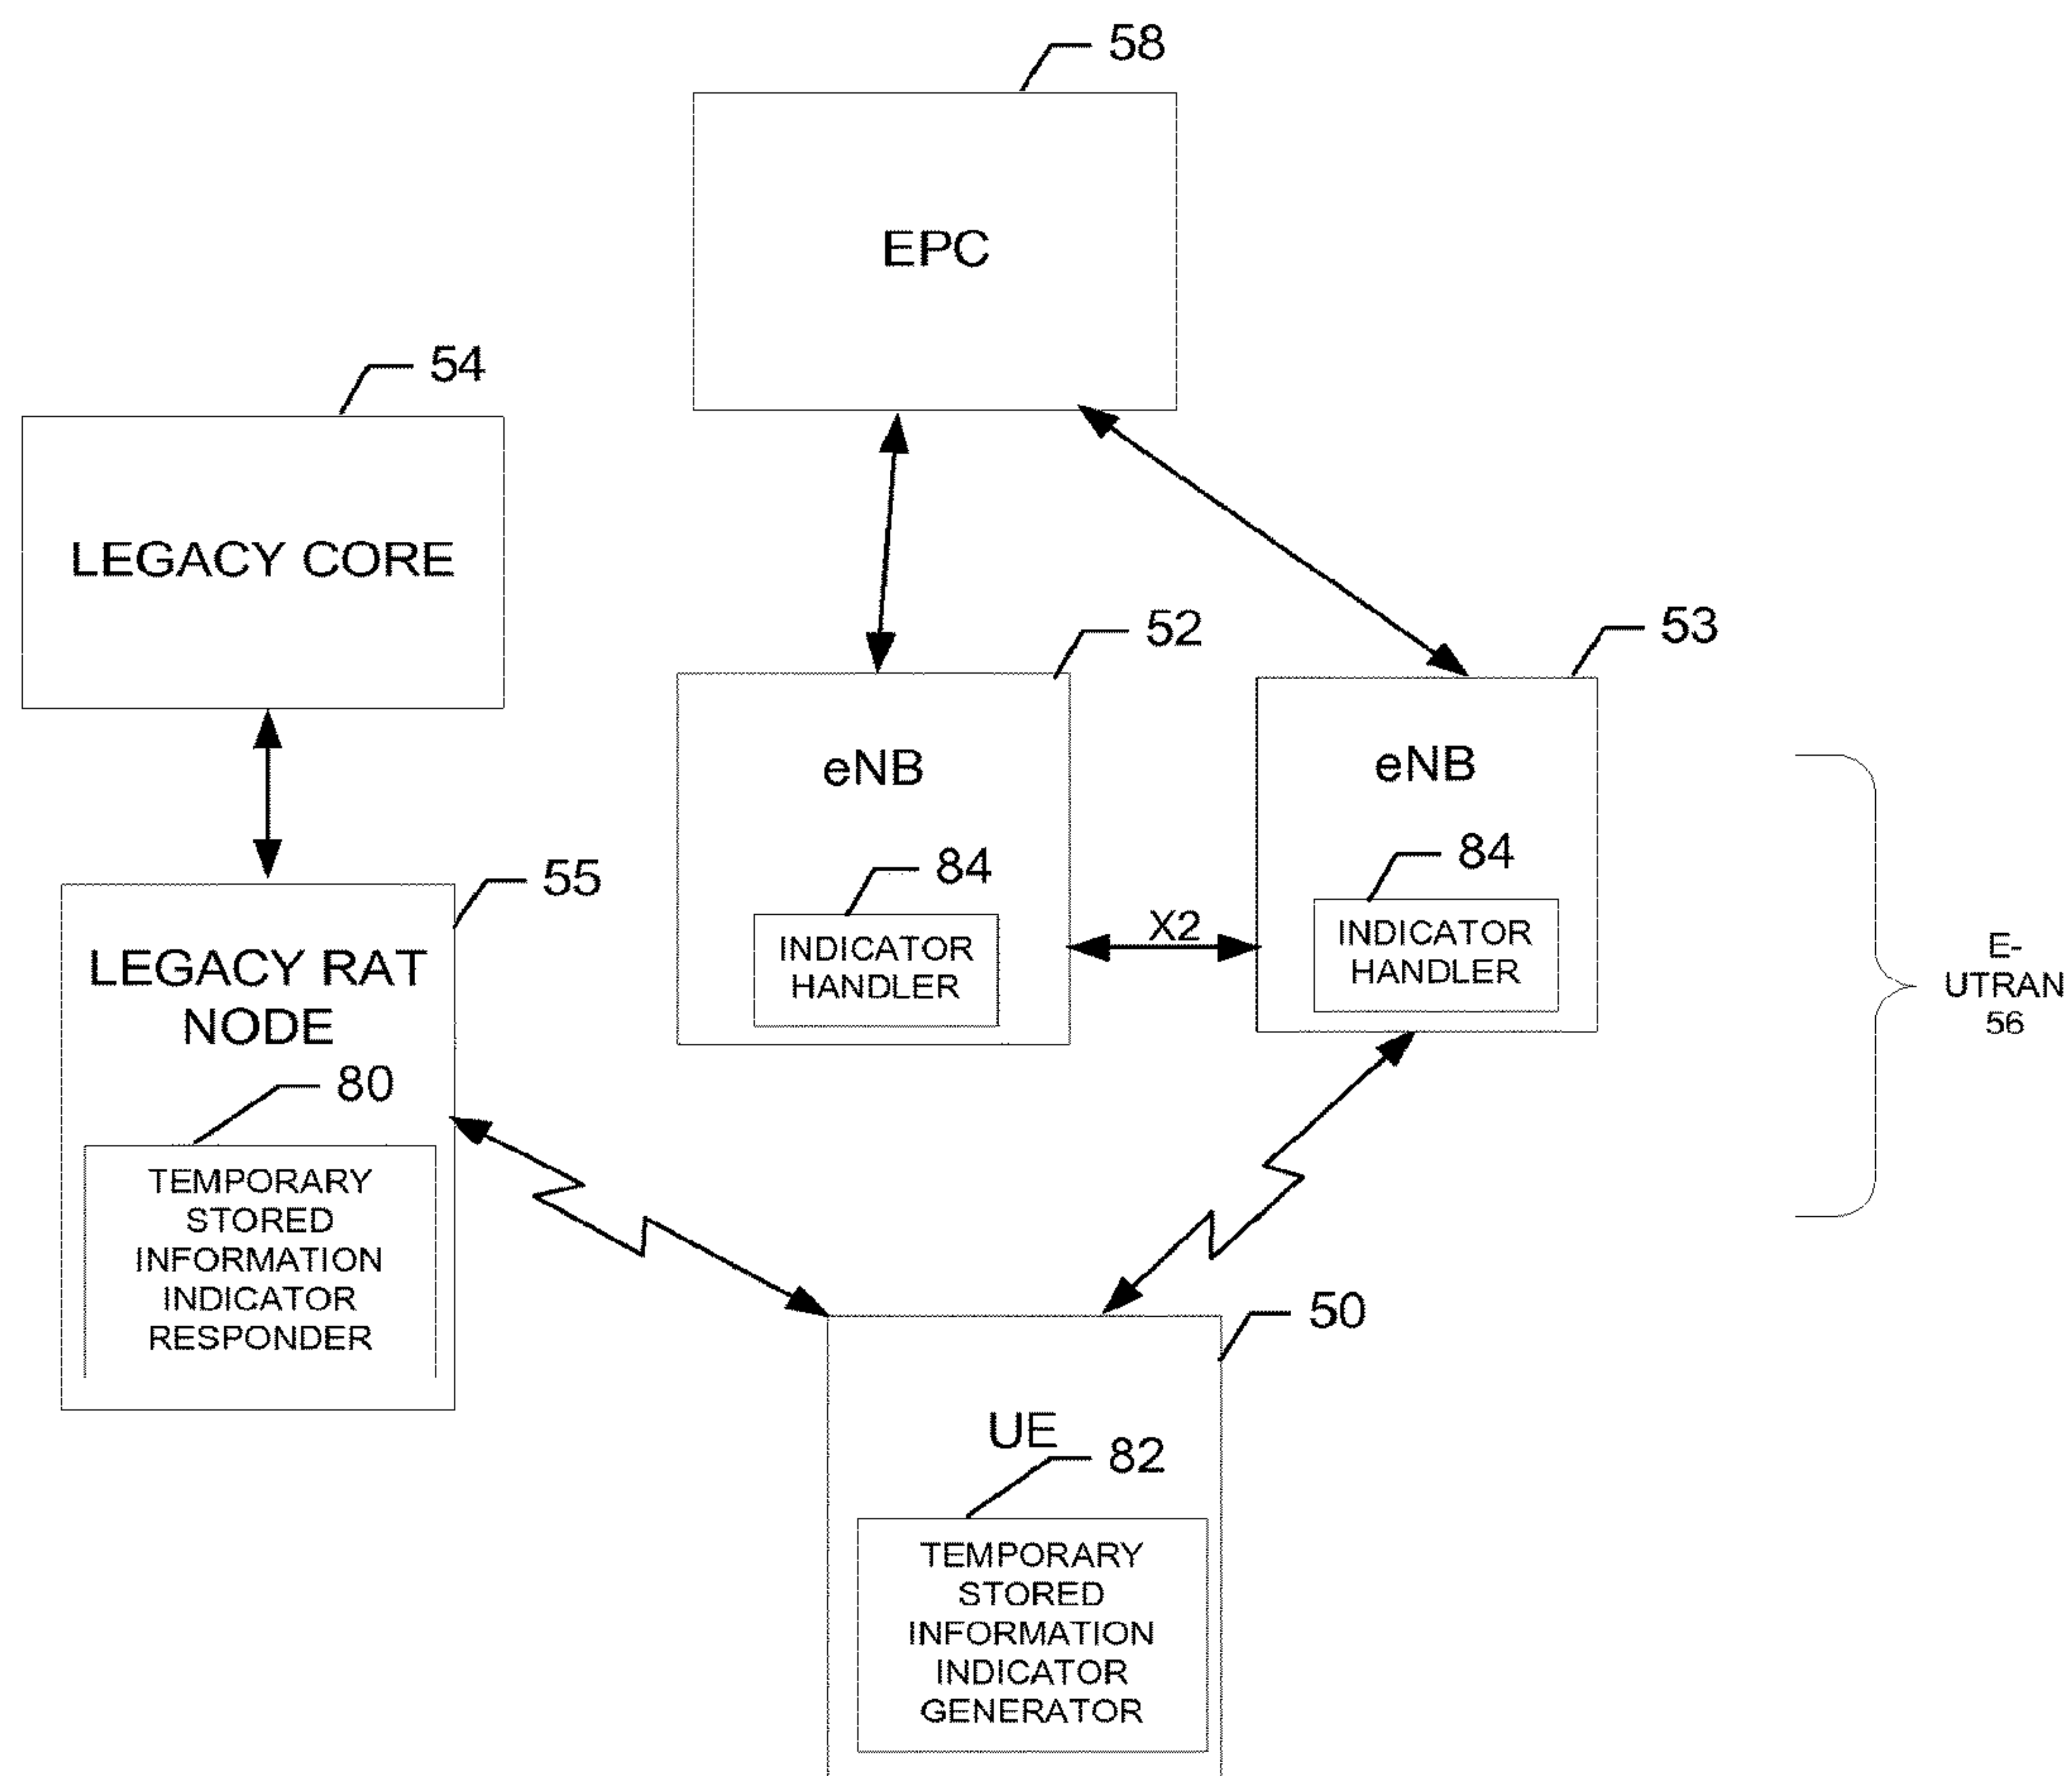 58
EPC
54
LEGACY CORE
52
53
eNB
eNB
84
84
INDICATOR
HANDLER
INDICATOR
HANDLER
X2
E-
UTRAN
56
55
LEGACY RAT
NODE
80
TEMPORARY
STORED
INFORMATION
INDICATOR
RESPONDER
50
UE
82
TEMPORARY
STORED
INFORMATION
INDICATOR
GENERATOR